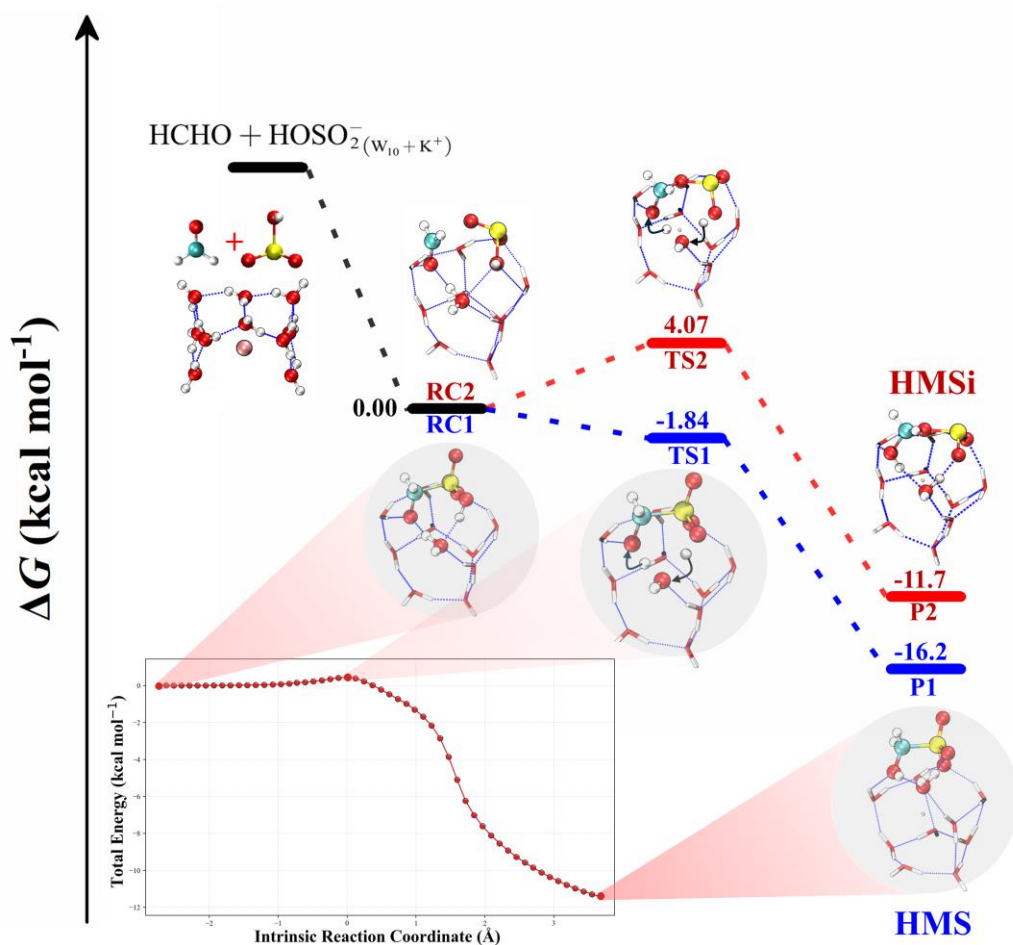 ΔG (kcal mol⁻¹)
HCHO + HOSO₂⁻ (W₁₀ + K⁺)
+
0.00
RC2
RC1
4.07
TS2
-1.84
TS1
HMSi
-11.7
P2
-16.2
P1
HMS
Total Energy (kcal mol⁻¹)
0
−2
−4
−6
−8
−10
−12
−2
−1
0
1
2
3
Intrinsic Reaction Coordinate (Å)